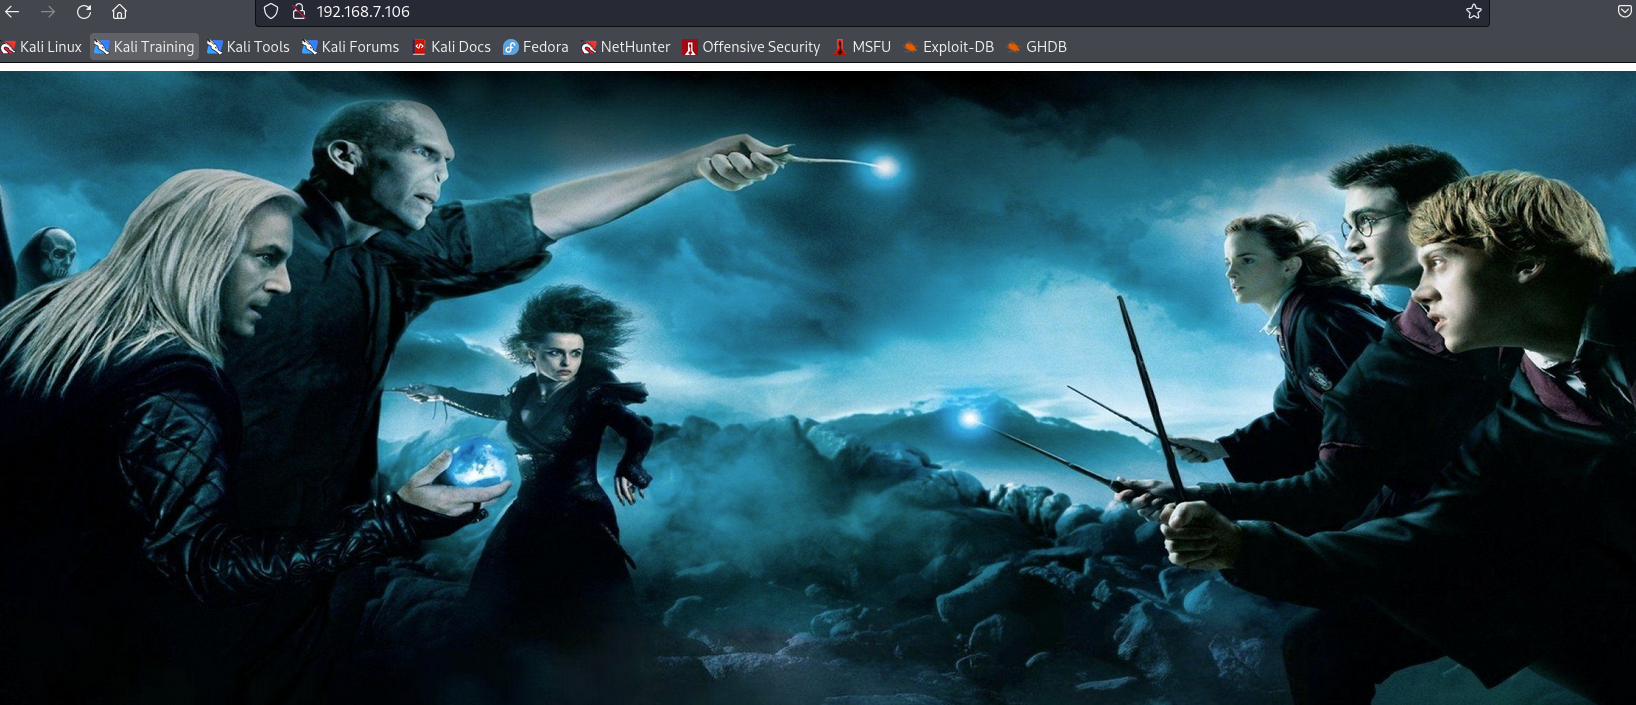 192.168.7.106
Kali Linux Kali Training Kali Tools Kali Forums Kali Docs Fedora NetHunter Offensive Security MSFU Exploit-DB GHDB